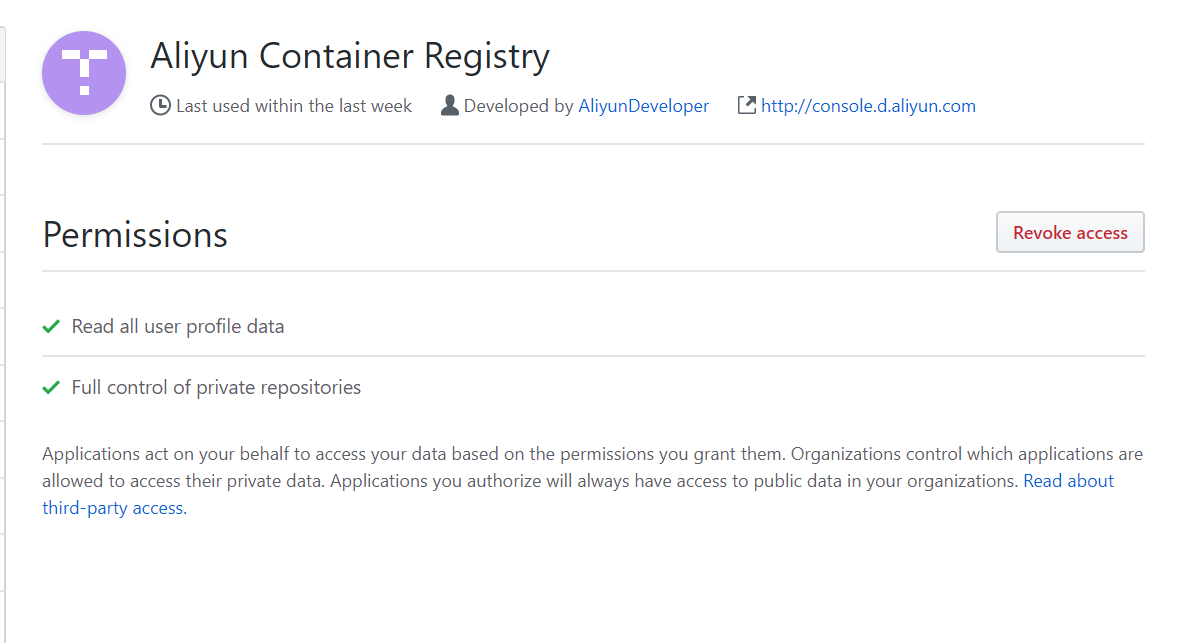 Aliyun Container Registry
Last used within the last week Developed by AliyunDeveloper http://console.d.aliyun.com
Permissions
Revoke access
Read all user profile data
Full control of private repositories
Applications act on your behalf to access your data based on the permissions you grant them. Organizations control which applications are
allowed to access their private data. Applications you authorize will always have access to public data in your organizations. Read about
third-party access.